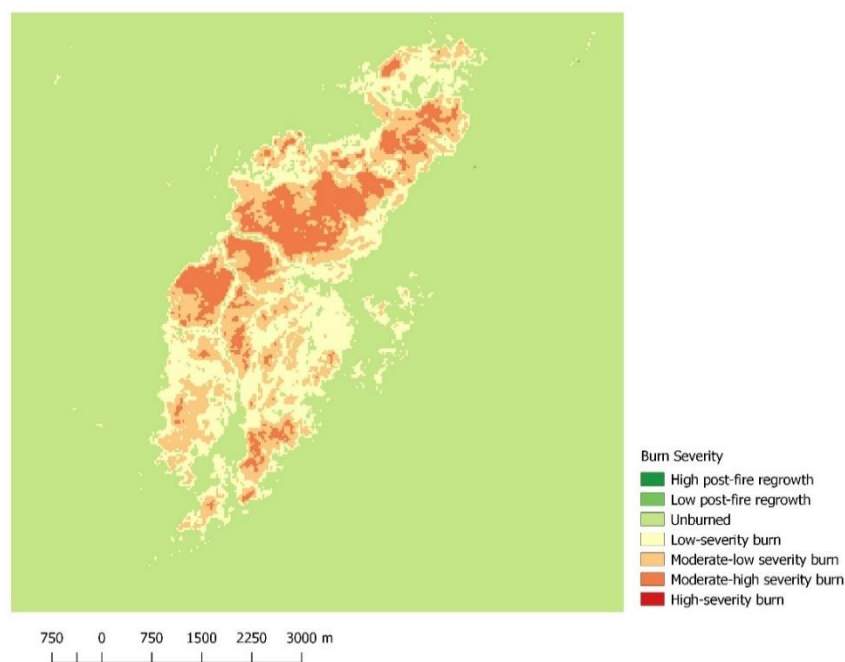 Burn Severity
High post-fire regrowth
Low post-fire regrowth
Unburned
Low-severity burn
Moderate-low severity burn
Moderate-high severity burn
High-severity burn
750 0 750 1500 2250 3000 m